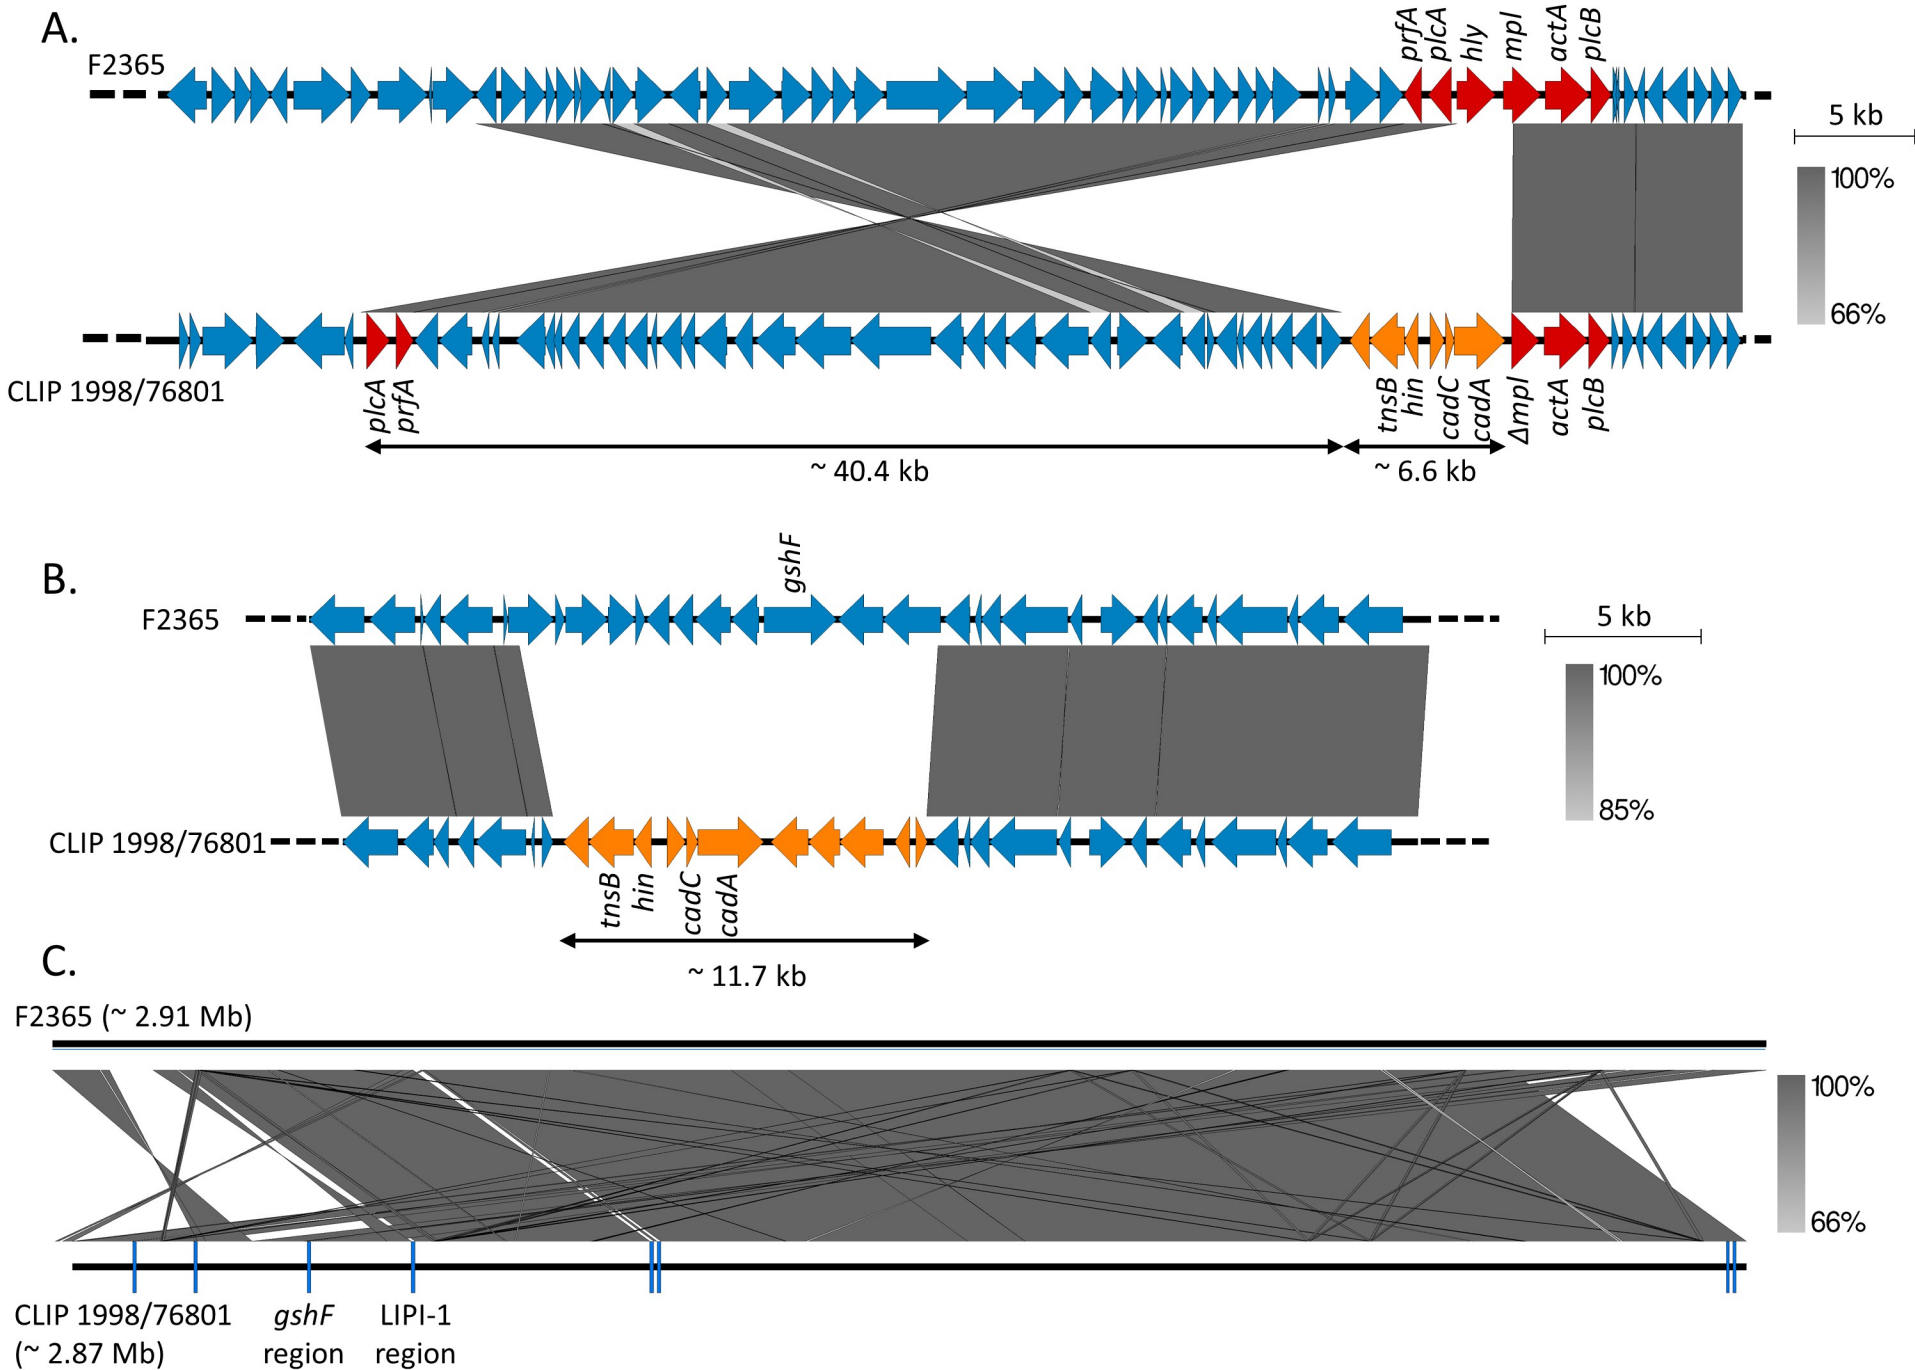 A.
F2365
prfA
plcA
hly
mpl
actA
plcB
5 kb
100%
66%
CLIP 1998/76801
plcA
prfA
tnsB
hin
cadC
cadA
Δmpl
actA
plcB
~ 40.4 kb
~ 6.6 kb
B.
gshF
F2365
5 kb
100%
85%
CLIP 1998/76801
tnsB
hin
cadC
cadA
~ 11.7 kb
C.
F2365 (~ 2.91 Mb)
100%
66%
CLIP 1998/76801
(~ 2.87 Mb)
gshF
region
LIPI-1
region